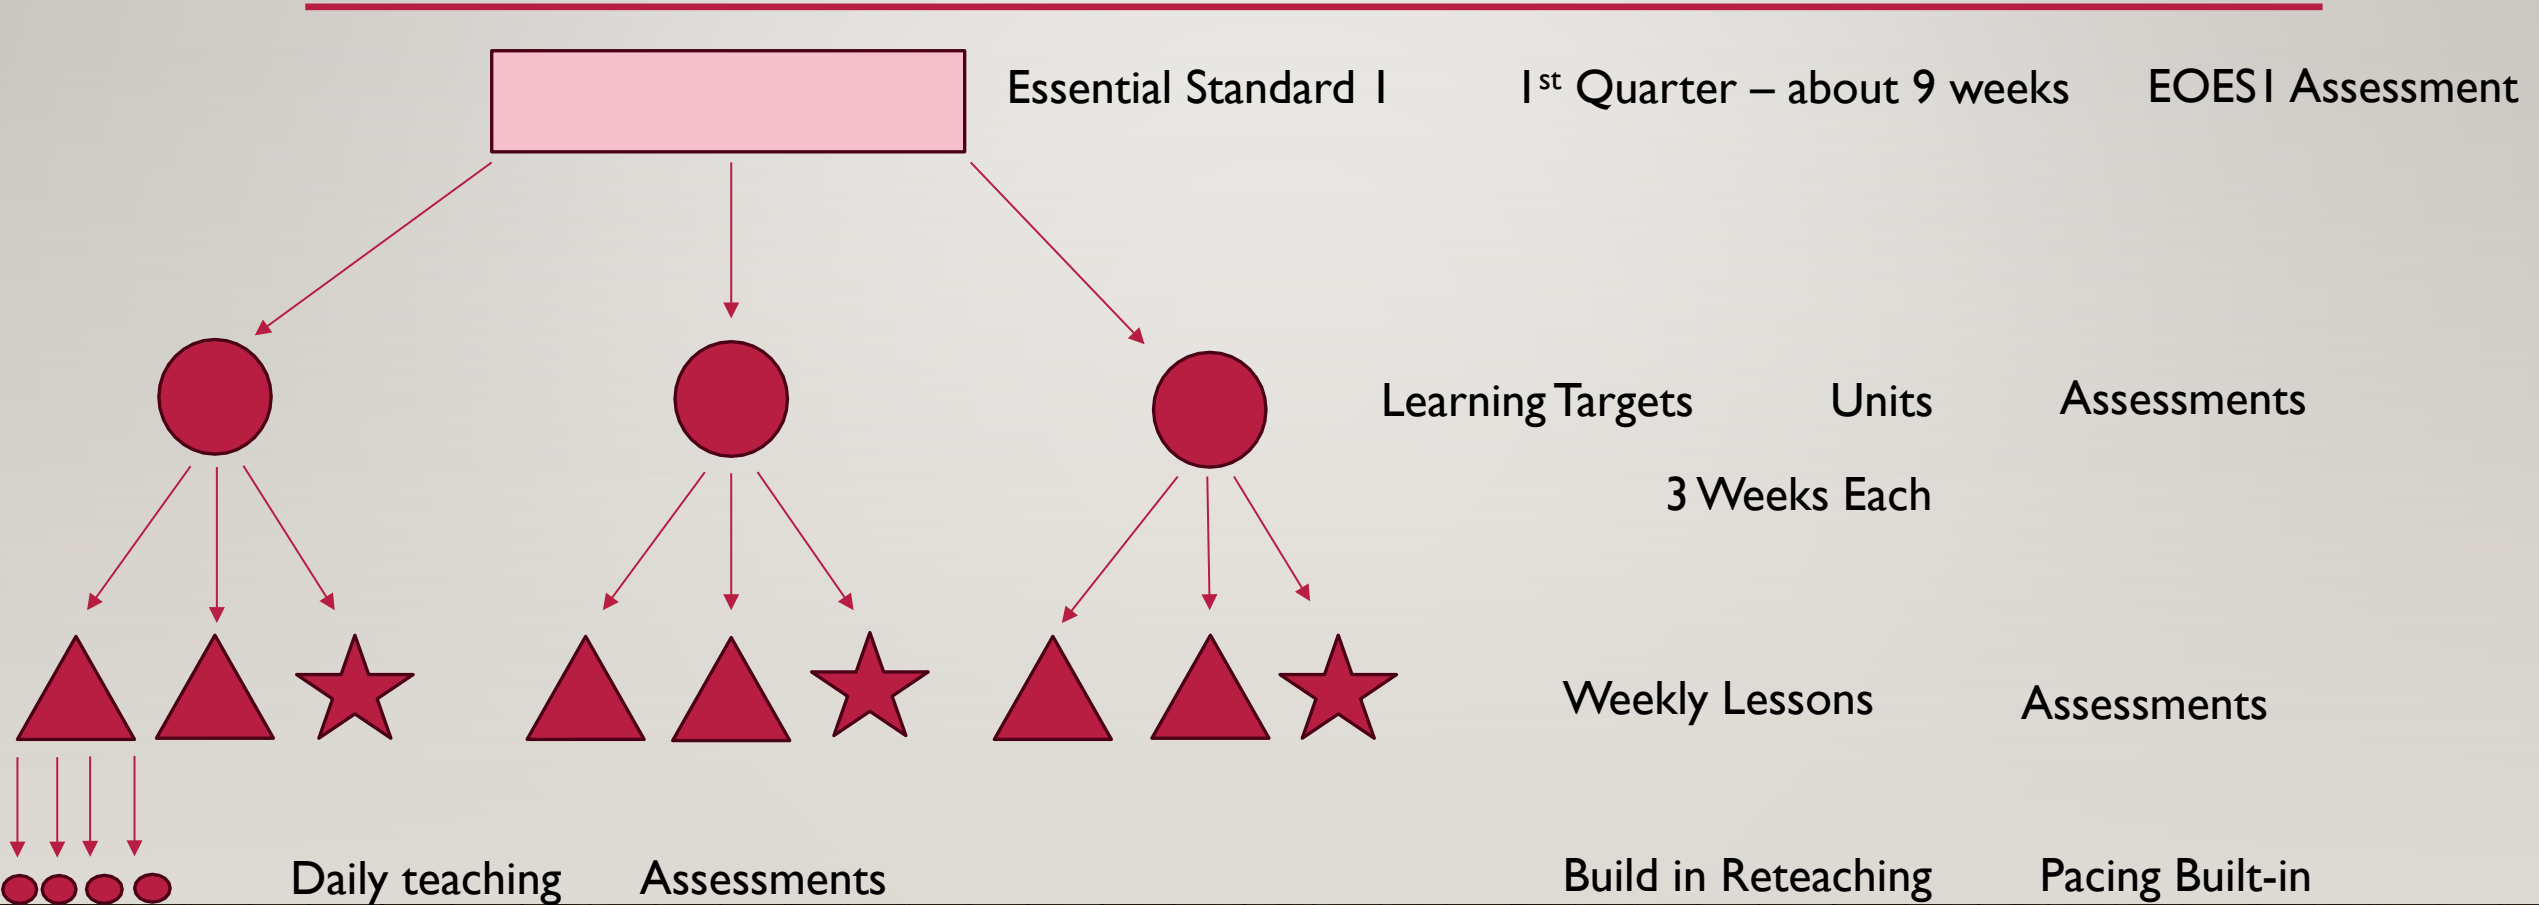 Essential Standard 1 1st Quarter – about 9 weeks EOES1 Assessment
Learning Targets Units Assessments
3 Weeks Each
Weekly Lessons Assessments
Daily teaching Assessments Build in Reteaching Pacing Built-in